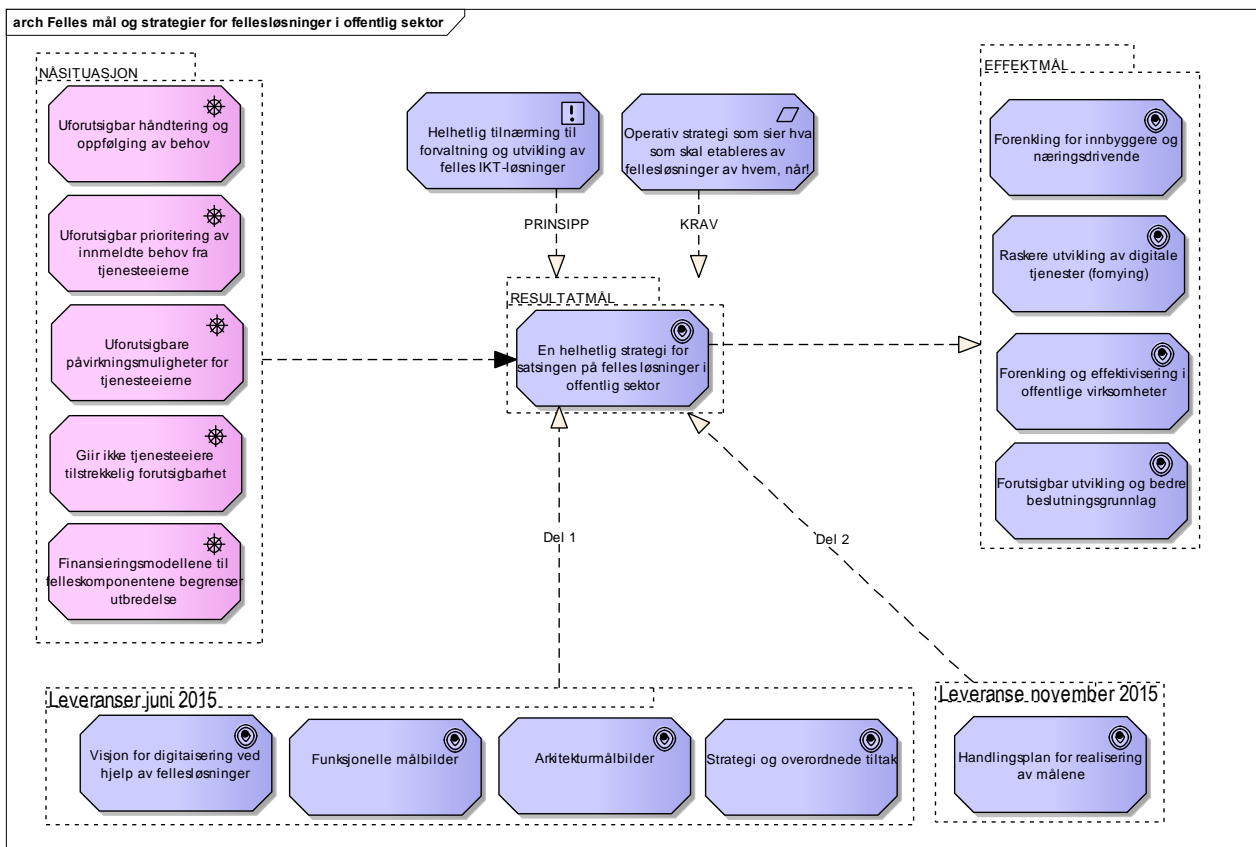 arch Felles mål og strategier for fellesløsninger i offentlig sektor
NÅSITUASJON
Uforutsigbar håndtering og
oppfølging av behov
Uforutsigbar prioritering av
innmeldte behov fra
tjenesteeierne
Uforutsigbare
påvirkningsmuligheter for
tjenesteeierne
Giir ikke tjenesteeiere
tilstrekkelig forutsigbarhet
Finansieringsmodellene til
felleskomponentene begrenser
utbredelse
Helhetlig tilnærming til
forvaltning og utvikling av
felles IKT-løsninger
Operativ strategi som sier hva
som skal etableres av
fellesløsninger av hvem, når!
PRINSIPP
KRAV
RESULTATMÅL
En helhetlig strategi for
satsingen på felles løsninger i
offentlig sektor
EFFEKTMÅL
Forenkling for innbyggere og
næringsdrivende
Raskere utvikling av digitale
tjenester (fornying)
Forenkling og effektivisering i
offentlige virksomheter
Forutsigbar utvikling og bedre
beslutningsgrunnlag
Del 1
Del 2
Leveranser juni 2015
Visjon for digitaisering ved
hjelp av fellesløsninger
Funksjonelle målbilder
Arkitekturmålbilder
Strategi og overordnede tiltak
Leveranse november 2015
Handlingsplan for realisering
av målene